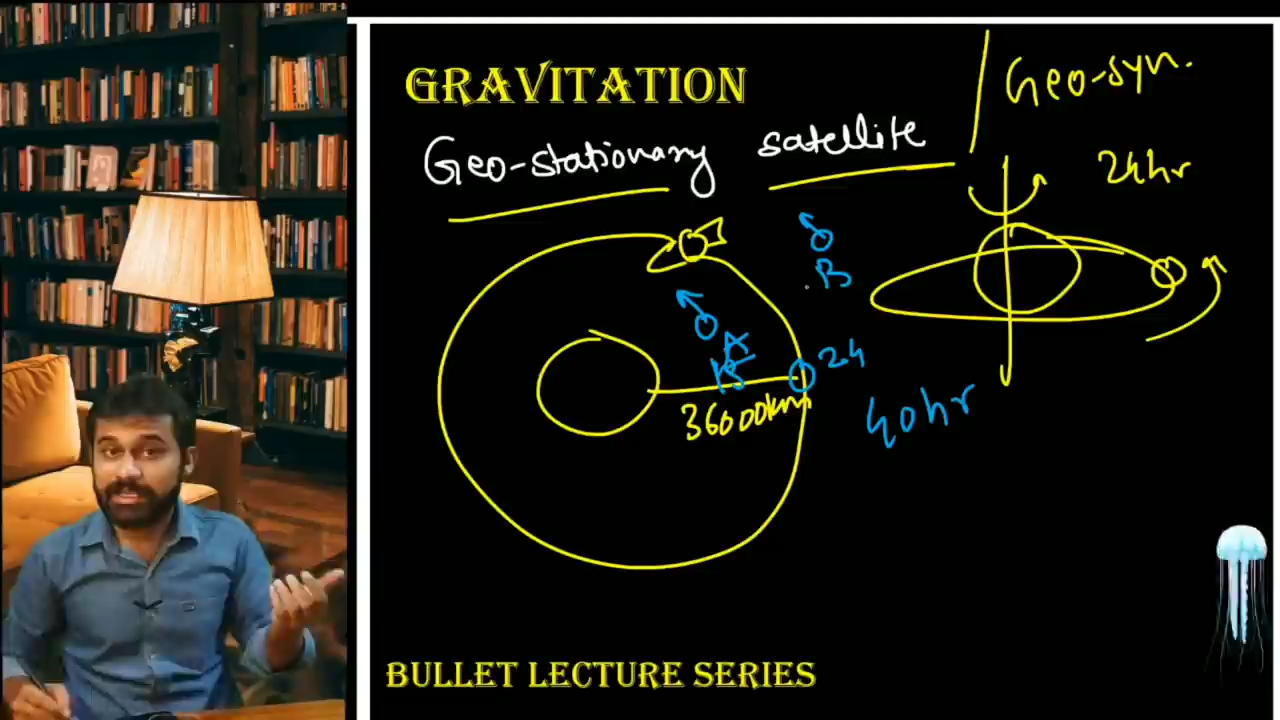 GRAVITATION
Geo-syn.
Geo-stationary satellite
24hr
B
A
24
36000km
40hr
BULLET LECTURE SERIES